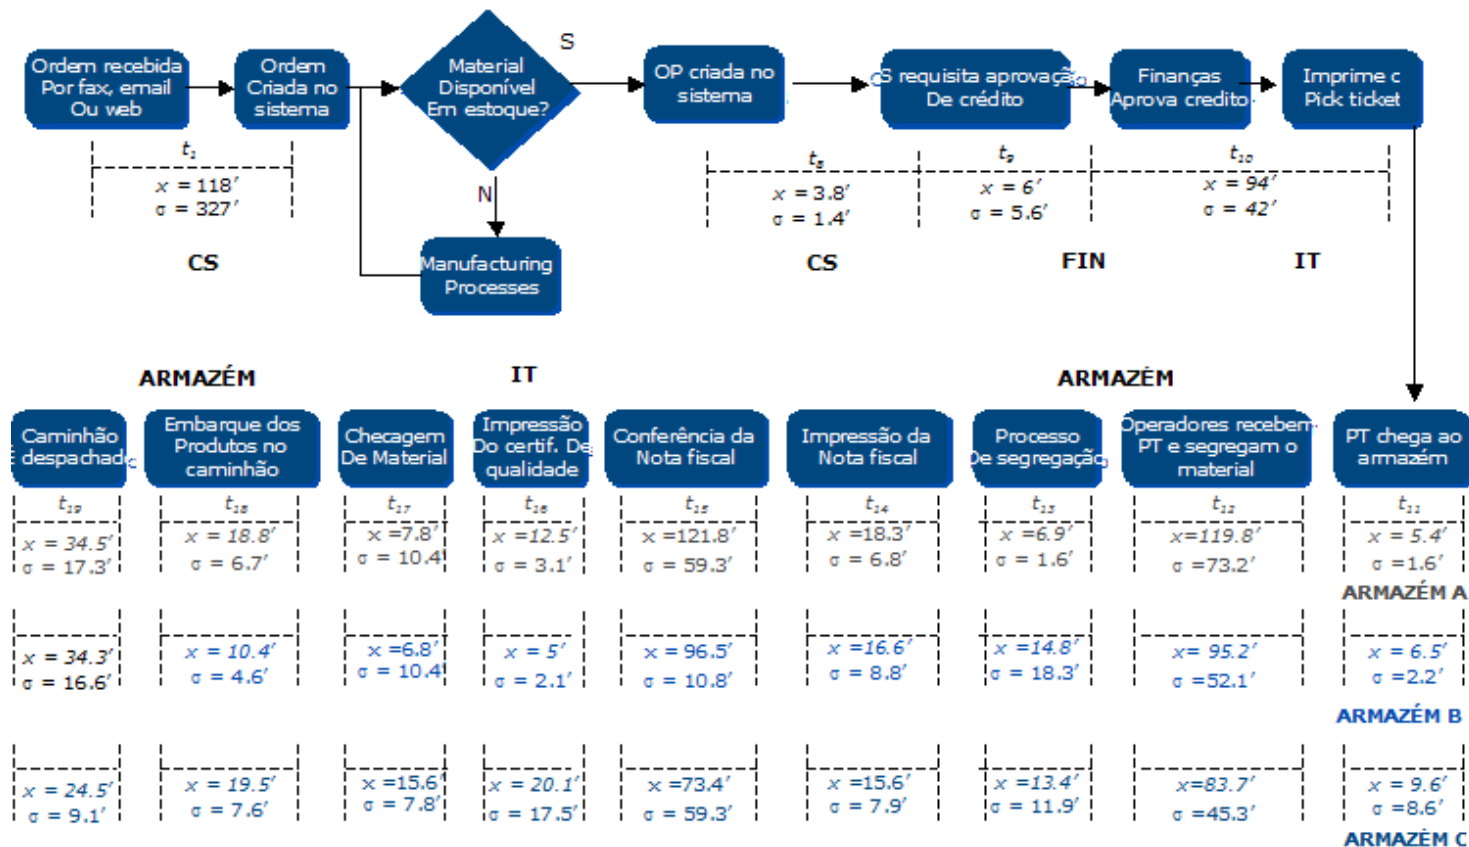 Ordem recebida
Por fax, email
Ou web
Ordem
Criada no
sistema
Material
Disponível
Em estoque?
S
N
OP criada no
sistema
CS requisita aprovação
De crédito
Finanças
Aprova credito
Imprime c
Pick ticket
Manufacturing
Processes
t1
x = 118′
σ = 327′
CS
t8
x = 3.8′
σ = 1.4′
CS
t9
x = 6′
σ = 5.6′
FIN
t10
x = 94′
σ = 42′
IT
ARMAZÉM
IT
ARMAZÉM
Caminhão
É despachado
Embarque dos
Produtos no
caminhão
Checagem
De Material
Impressão
Do certif. De
qualidade
Conferência da
Nota fiscal
Impressão da
Nota fiscal
Processo
De segregação
Operadores recebem
PT e segregam o
material
PT chega ao
armazém
t19 t18 t17 t16 t15 t14 t13 t12 t11
x = 34.5′ x = 18.8′ x =7.8′ x =12.5′ x =121.8′ x =18.3′ x =6.9′ x=119.8′ x = 5.4′
σ = 17.3′ σ = 6.7′ σ = 10.4′ σ = 3.1′ σ = 59.3′ σ = 6.8′ σ = 1.6′ σ =73.2′ σ =1.6′
ARMAZÉM A
x = 34.3′ x = 10.4′ x =6.8′ x = 5′ x = 96.5′ x =16.6′ x =14.8′ x= 95.2′ x = 6.5′
σ = 16.6′ σ = 4.6′ σ = 10.4′ σ = 2.1′ σ = 10.8′ σ = 8.8′ σ = 18.3′ σ =52.1′ σ =2.2′
ARMAZÉM B
x = 24.5′ x = 19.5′ x =15.6′ x = 20.1′ x =73.4′ x =15.6′ x =13.4′ x=83.7′ x = 9.6′
σ = 9.1′ σ = 7.6′ σ = 7.8′ σ = 17.5′ σ = 59.3′ σ = 7.9′ σ = 11.9′ σ =45.3′ σ =8.6′
ARMAZÉM C